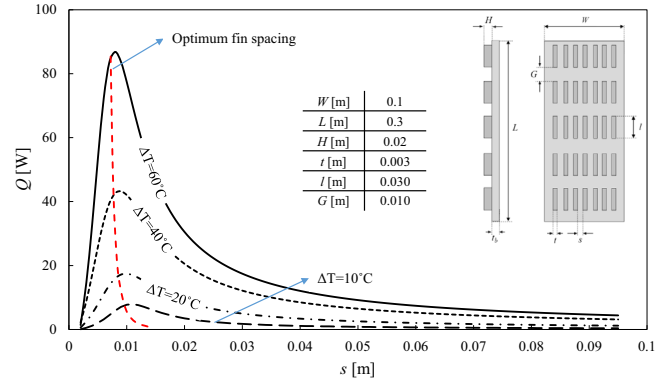 100
80
60
40
20
0
Q [W]
0
0.01
0.02
0.03
0.04
0.05
0.06
0.07
0.08
0.09
0.1
s [m]
Optimum fin spacing
ΔT=60°C
ΔT=40°C
ΔT=20°C
ΔT=10°C
W [m] 0.1
L [m] 0.3
H [m] 0.02
t [m] 0.003
l [m] 0.030
G [m] 0.010
H
W
G
L
l
t_b
t
s